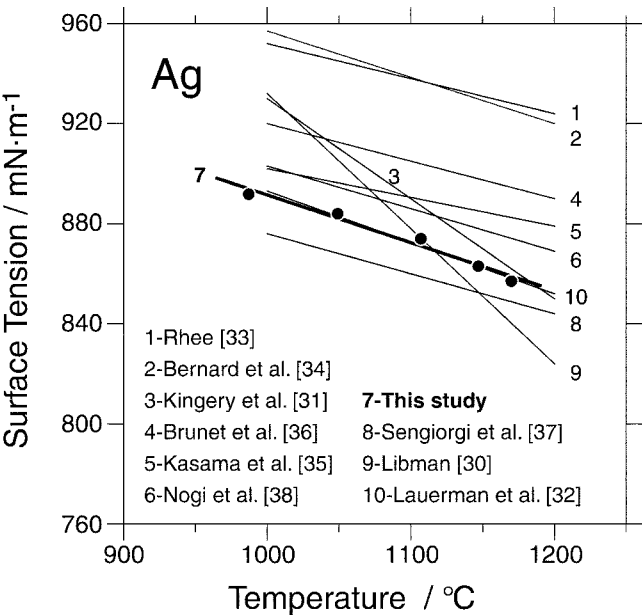 Ag
Surface Tension / mN·m-1
960
920
880
840
800
760
900
1000
1100
1200
Temperature / °C
7
3
1
2
4
5
6
10
8
9
1-Rhee [33]
2-Bernard et al. [34]
3-Kingery et al. [31]
4-Brunet et al. [36]
5-Kasama et al. [35]
6-Nogi et al. [38]
7-This study
8-Sengiorgi et al. [37]
9-Libman [30]
10-Lauerman et al. [32]